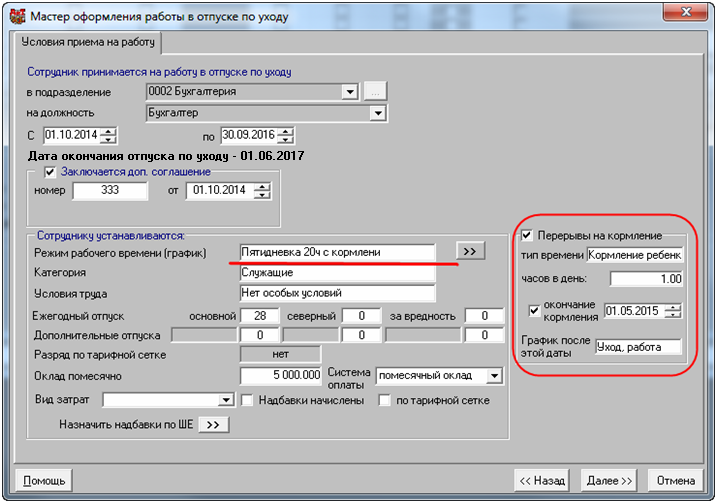 Мастер оформления работы в отпуске по уходу
Условия приема на работу
Сотрудник принимается на работу в отпуске по уходу
в подразделение 0002 Бухгалтерия ...
на должность Бухгалтер
С 01.10.2014 по 30.09.2016
Дата окончания отпуска по уходу - 01.06.2017
Заключается доп. соглашение
номер 333 от 01.10.2014
Сотруднику устанавливаются:
Режим рабочего времени (график) Пятидневка 20ч с кормлени >>
Категория Служащие
Условия труда Нет особых условий
Ежегодный отпуск основной 28 северный 0 за вредность 0
Дополнительные отпуска 0 0 0
Разряд по тарифной сетке нет
Оклад помесячно 5 000.000 Система оплаты помесячный оклад
Вид затрат Надбавки начислены по тарифной сетке
Назначить надбавки по ШЕ >>
Перерывы на кормление
тип времени Кормление ребенк
часов в день: 1.00
окончание кормления 01.05.2015
График после этой даты Уход, работа
Помощь << Назад Далее >> Отмена